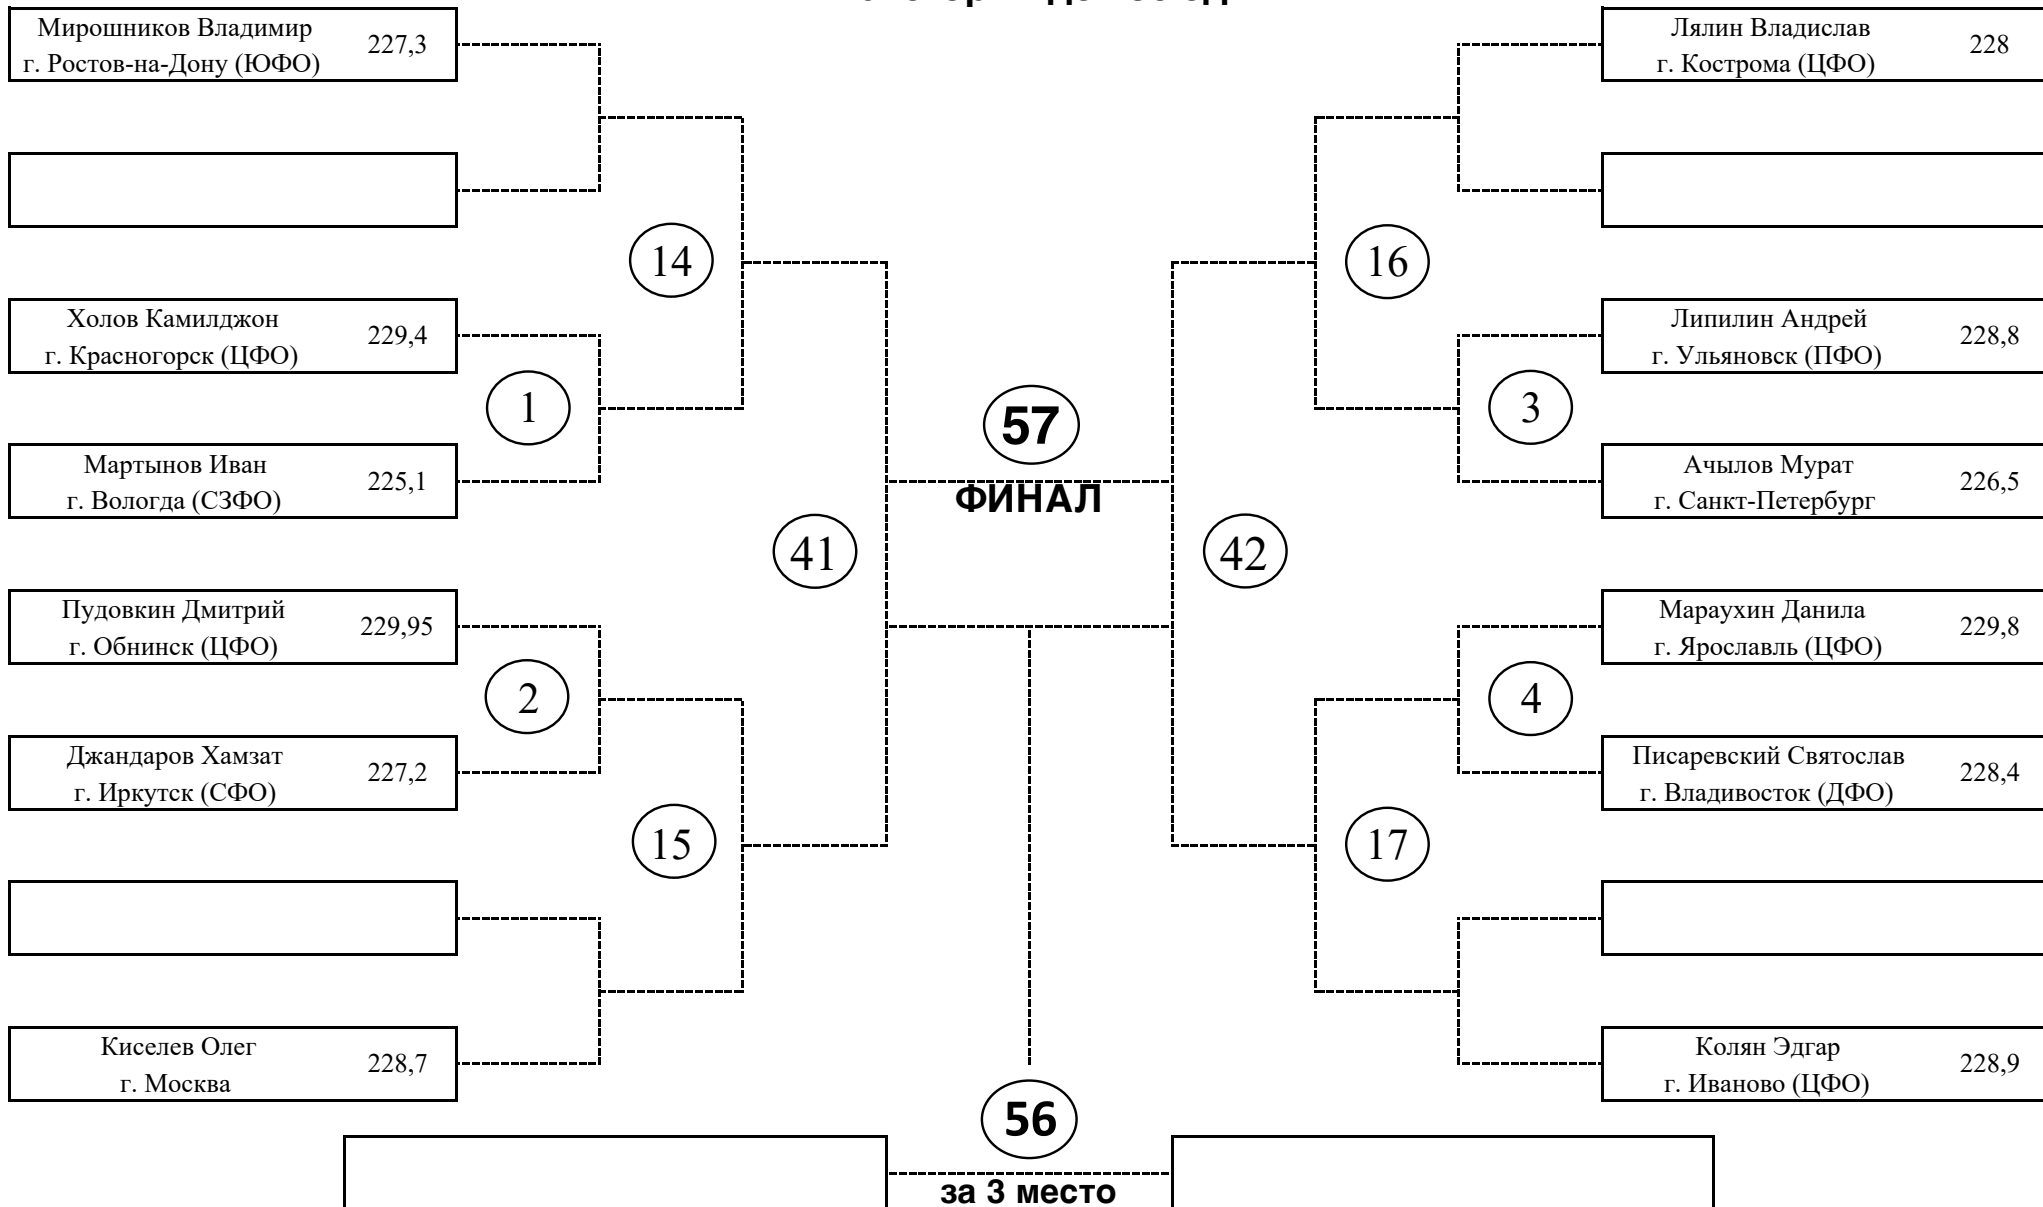 Мирошников Владимир
г. Ростов-на-Дону (ЮФО)
227,3
Лялин Владислав
г. Кострома (ЦФО)
228
14
16
Холов Камилджон
г. Красногорск (ЦФО)
229,4
Липилин Андрей
г. Ульяновск (ПФО)
228,8
1
57
3
Мартынов Иван
г. Вологда (СЗФО)
225,1
ФИНАЛ
Ачылов Мурат
г. Санкт-Петербург
226,5
41
42
Пудовкин Дмитрий
г. Обнинск (ЦФО)
229,95
Мараухин Данила
г. Ярославль (ЦФО)
229,8
2
4
Джандаров Хамзат
г. Иркутск (СФО)
227,2
Писаревский Святослав
г. Владивосток (ДФО)
228,4
15
17
Киселев Олег
г. Москва
228,7
Колян Эдгар
г. Иваново (ЦФО)
228,9
56
за 3 место